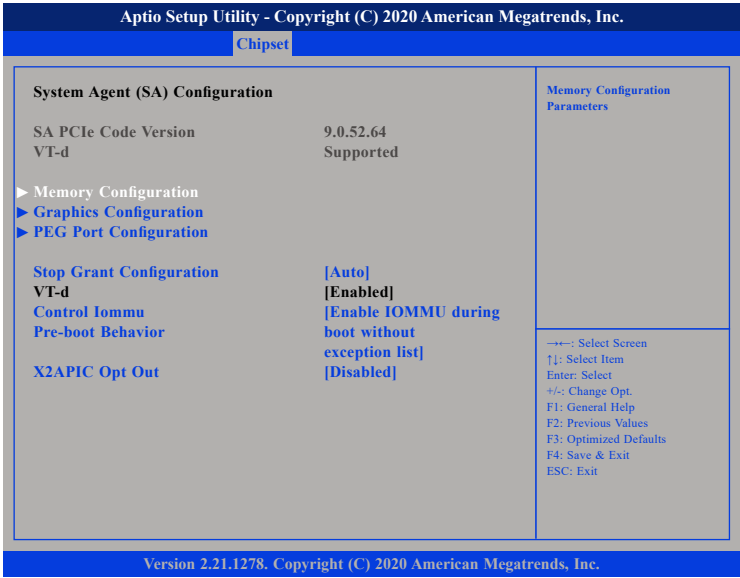 Aptio Setup Utility - Copyright (C) 2020 American Megatrends, Inc.
Chipset
System Agent (SA) Configuration
SA PCIe Code Version 9.0.52.64
VT-d Supported
▶ Memory Configuration
▶ Graphics Configuration
▶ PEG Port Configuration
Stop Grant Configuration [Auto]
VT-d [Enabled]
Control Iommu [Enable IOMMU during
Pre-boot Behavior boot without
exception list]
X2APIC Opt Out [Disabled]
Memory Configuration
Parameters
→←: Select Screen
↑↓: Select Item
Enter: Select
+/-: Change Opt.
F1: General Help
F2: Previous Values
F3: Optimized Defaults
F4: Save & Exit
ESC: Exit
Version 2.21.1278. Copyright (C) 2020 American Megatrends, Inc.